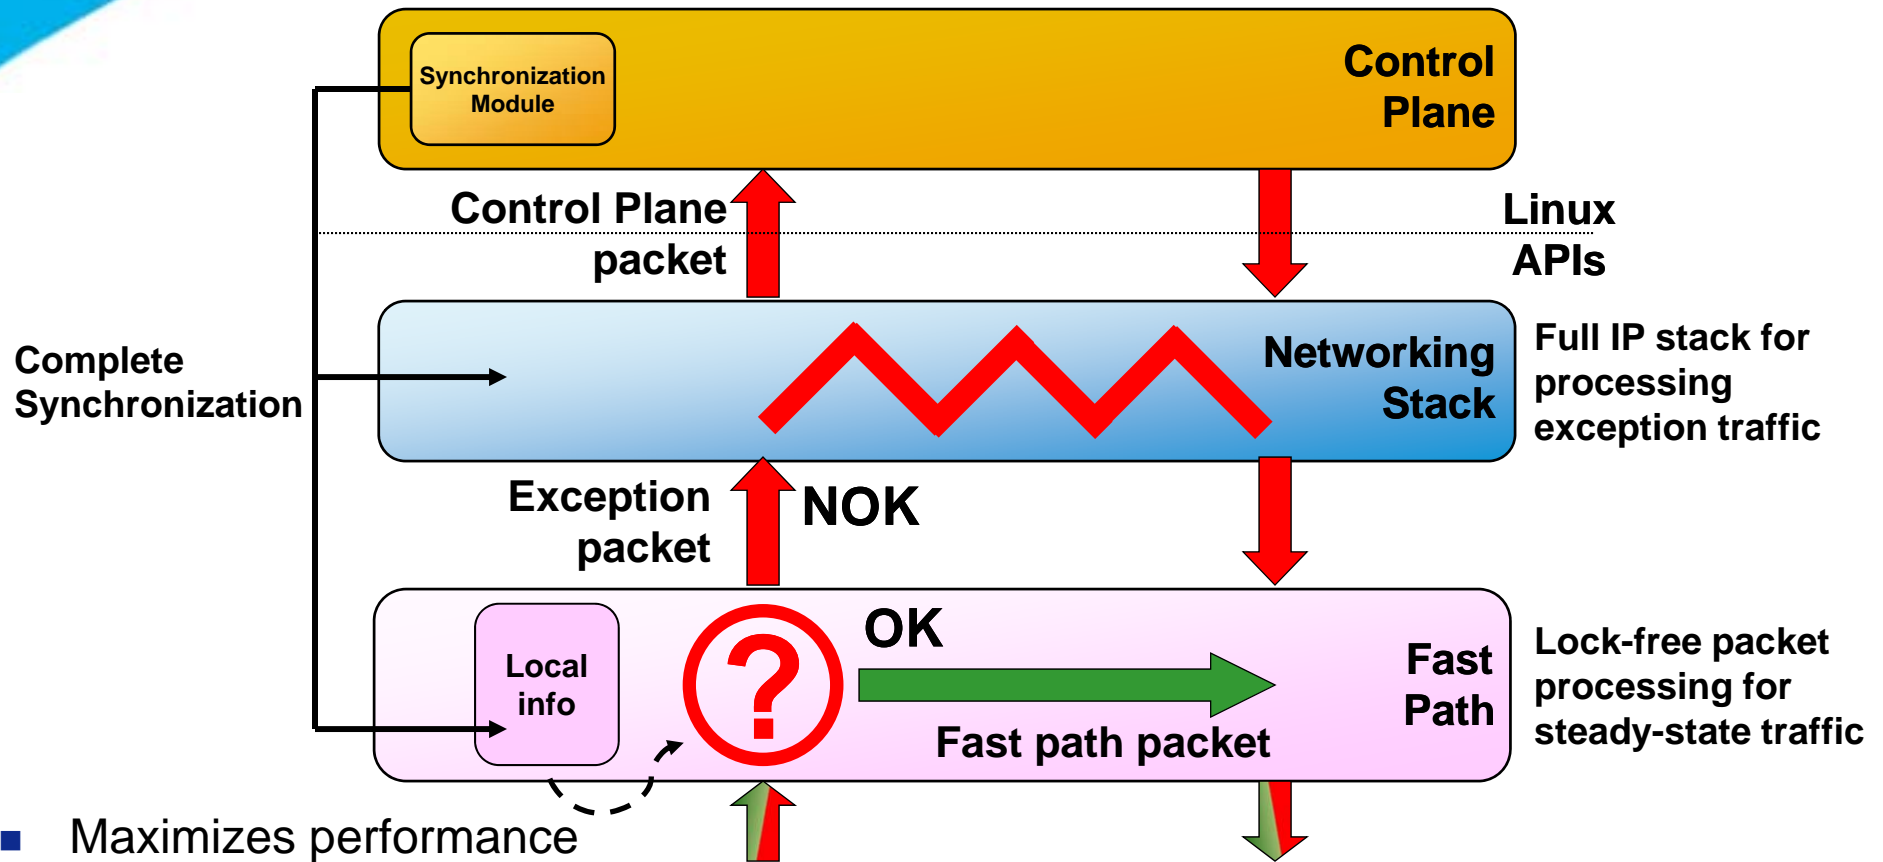 Synchronization
Module
Control
Plane
Control Plane
packet
Linux
APIs
Complete
Synchronization
Networking
Stack
Full IP stack for
processing
exception traffic
Exception
packet
NOK
Local
info
?
OK
Fast path packet
Fast
Path
Lock-free packet
processing for
steady-state traffic
Maximizes performance